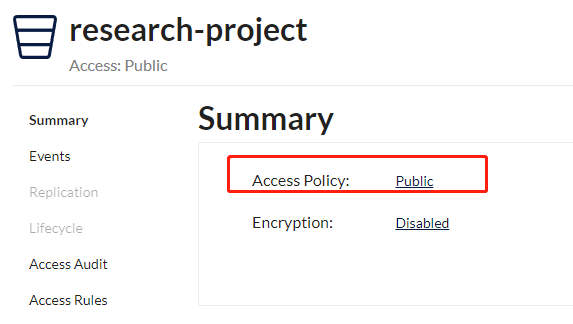 research-project
Access: Public
Summary
Events
Replication
Lifecycle
Access Audit
Access Rules
Summary
Access Policy: Public
Encryption: Disabled